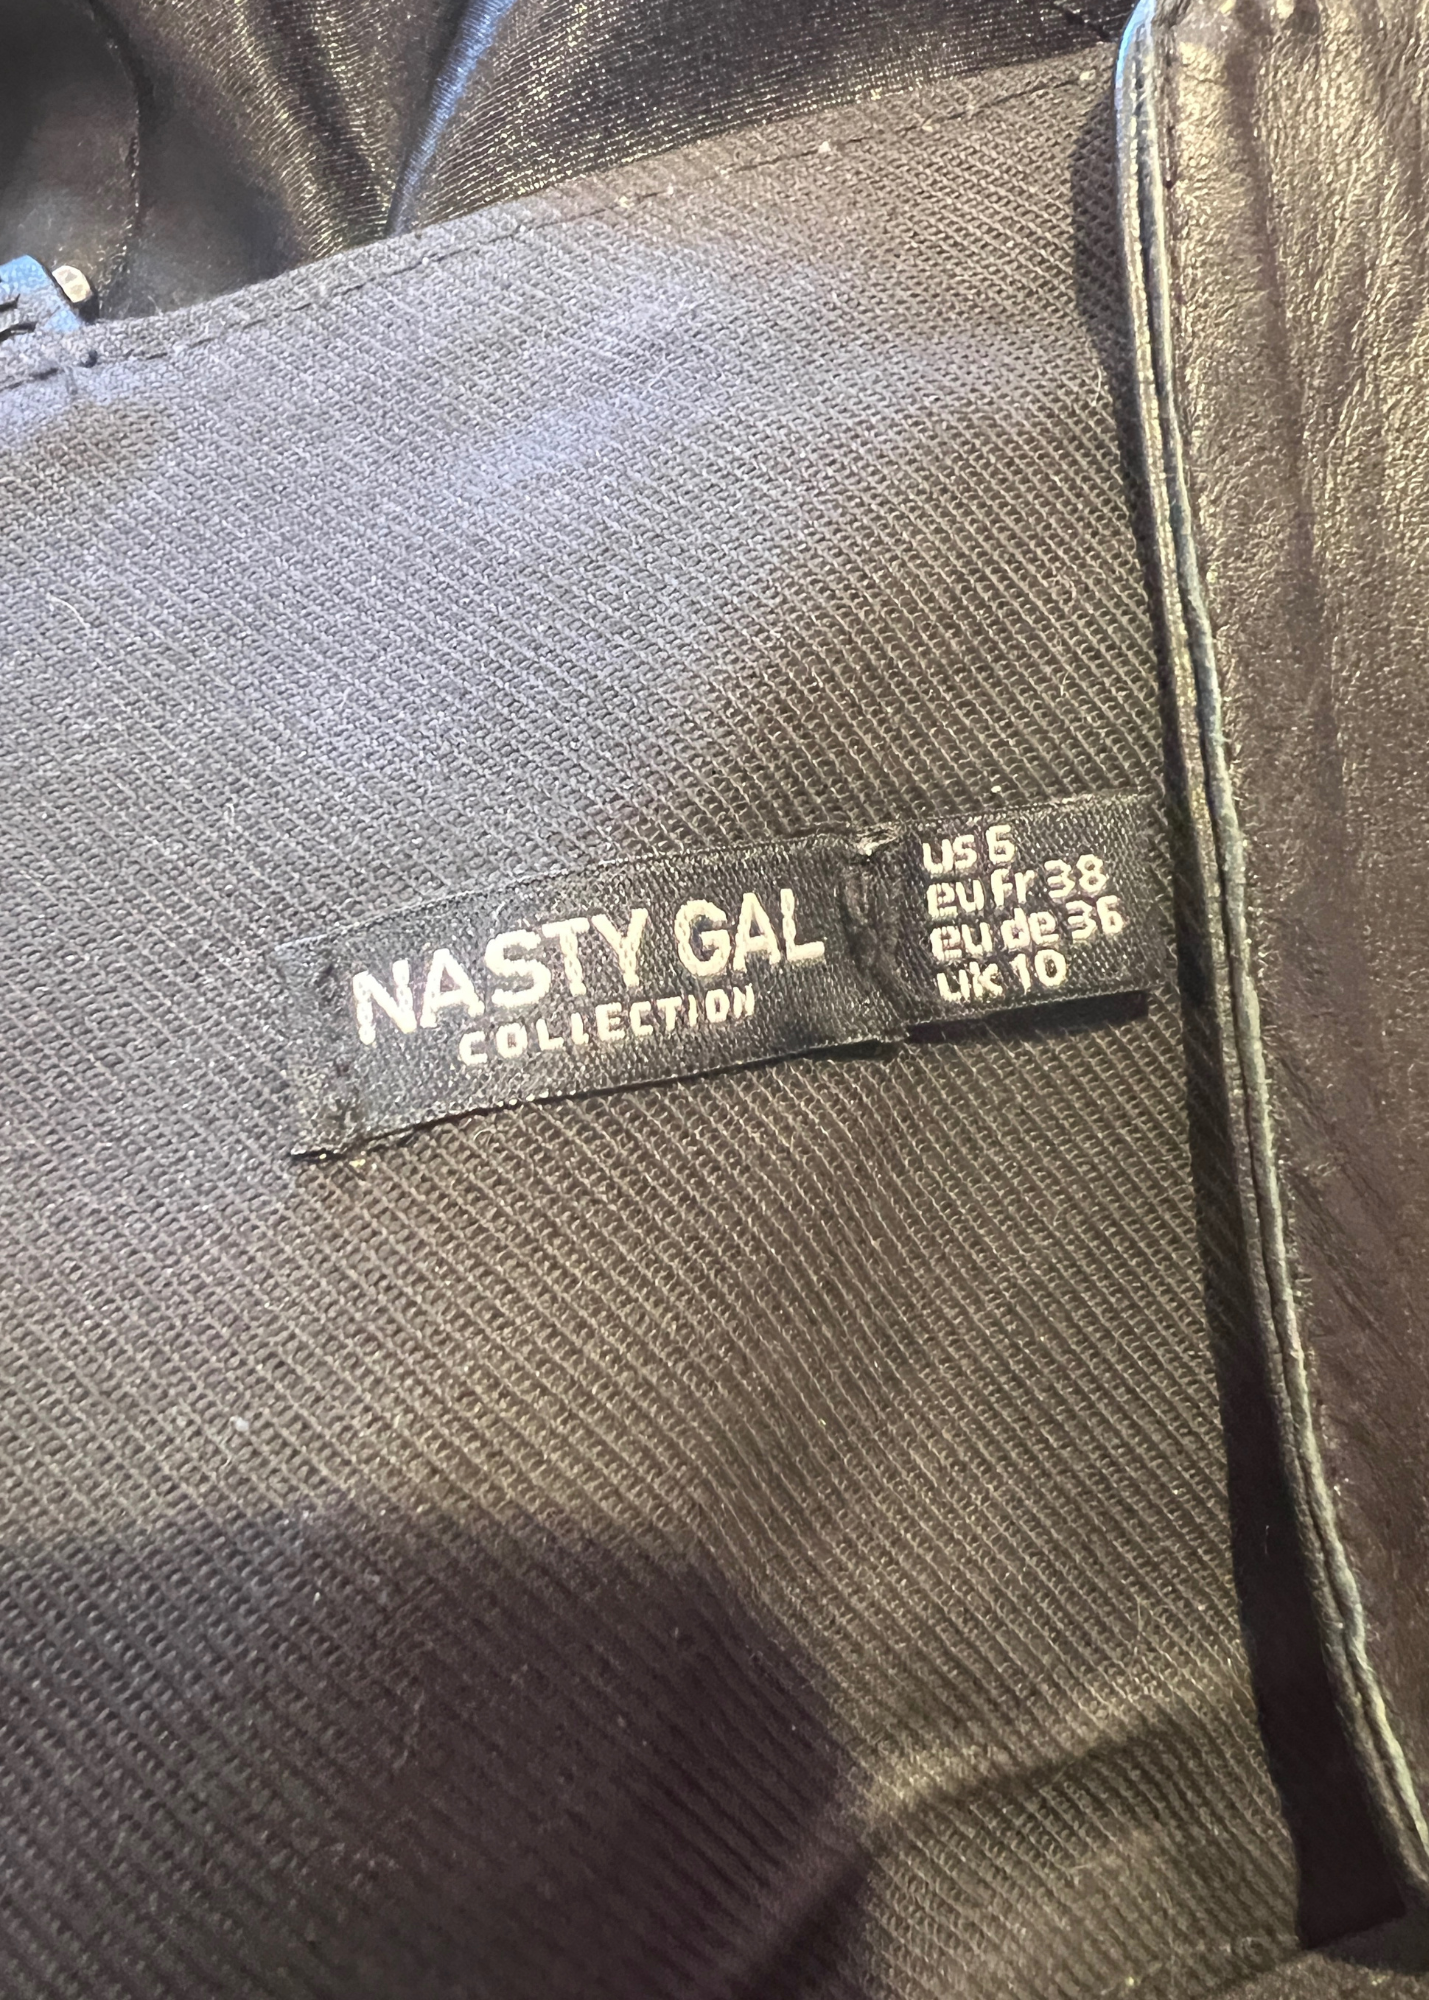 NASTY GAL
COLLECTION
us 6
eu fr 38
eu de 36
uk 10